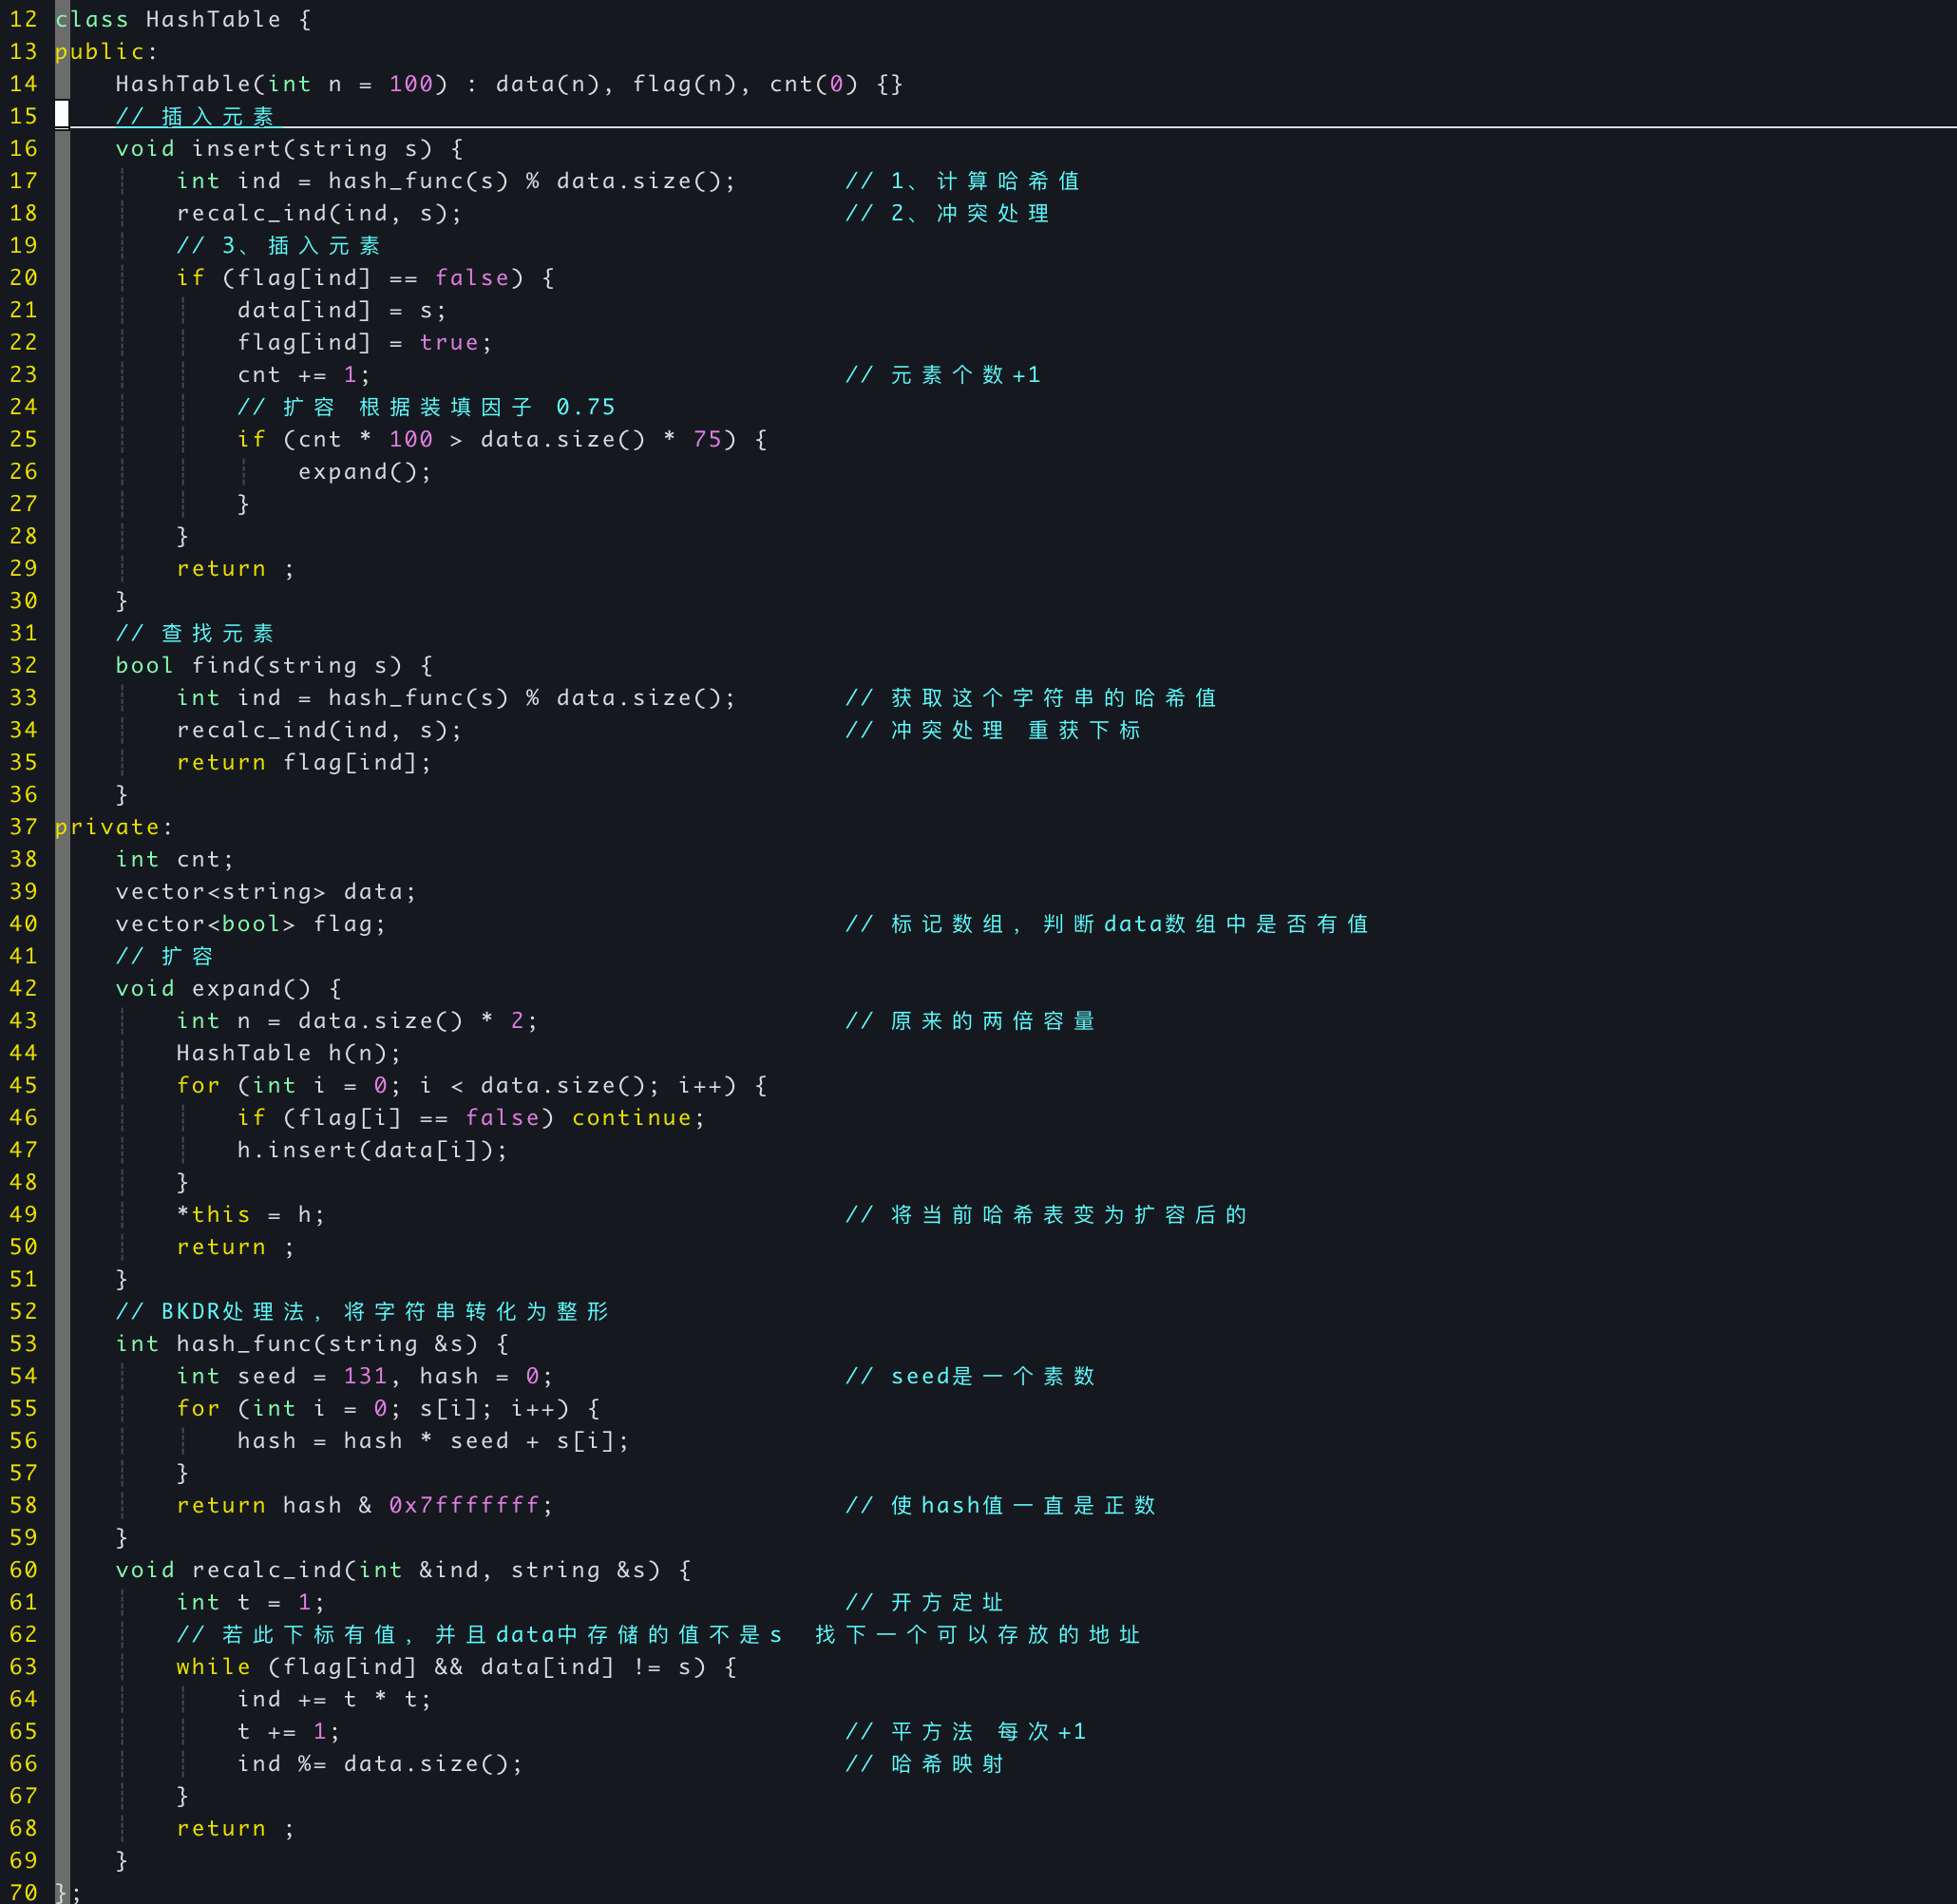 12 class HashTable {
13 public:
14     HashTable(int n = 100) : data(n), flag(n), cnt(0) {}
15     // 插入元素
16     void insert(string s) {
17         int ind = hash_func(s) % data.size();       // 1、计算哈希值
18         recalc_ind(ind, s);                         // 2、冲突处理
19         // 3、插入元素
20         if (flag[ind] == false) {
21             data[ind] = s;
22             flag[ind] = true;
23             cnt += 1;                               // 元素个数+1
24             // 扩容 根据装填因子 0.75
25             if (cnt * 100 > data.size() * 75) {
26                 expand();
27             }
28         }
29         return ;
30     }
31     // 查找元素
32     bool find(string s) {
33         int ind = hash_func(s) % data.size();       // 获取这个字符串的哈希值
34         recalc_ind(ind, s);                         // 冲突处理 重获下标
35         return flag[ind];
36     }
37 private:
38     int cnt;
39     vector<string> data;
40     vector<bool> flag;                              // 标记数组，判断data数组中是否有值
41     // 扩容
42     void expand() {
43         int n = data.size() * 2;                    // 原来的两倍容量
44         HashTable h(n);
45         for (int i = 0; i < data.size(); i++) {
46             if (flag[i] == false) continue;
47             h.insert(data[i]);
48         }
49         *this = h;                                  // 将当前哈希表变为扩容后的
50         return ;
51     }
52     // BKDR处理法，将字符串转化为整形
53     int hash_func(string &s) {
54         int seed = 131, hash = 0;                   // seed是一个素数
55         for (int i = 0; s[i]; i++) {
56             hash = hash * seed + s[i];
57         }
58         return hash & 0x7fffffff;                   // 使hash值一直是正数
59     }
60     void recalc_ind(int &ind, string &s) {
61         int t = 1;                                  // 开方定址
62         // 若此下标有值，并且data中存储的值不是s  找下一个可以存放的地址
63         while (flag[ind] && data[ind] != s) {
64             ind += t * t;
65             t += 1;                                 // 平方法 每次+1
66             ind %= data.size();                     // 哈希映射
67         }
68         return ;
69     }
70 };